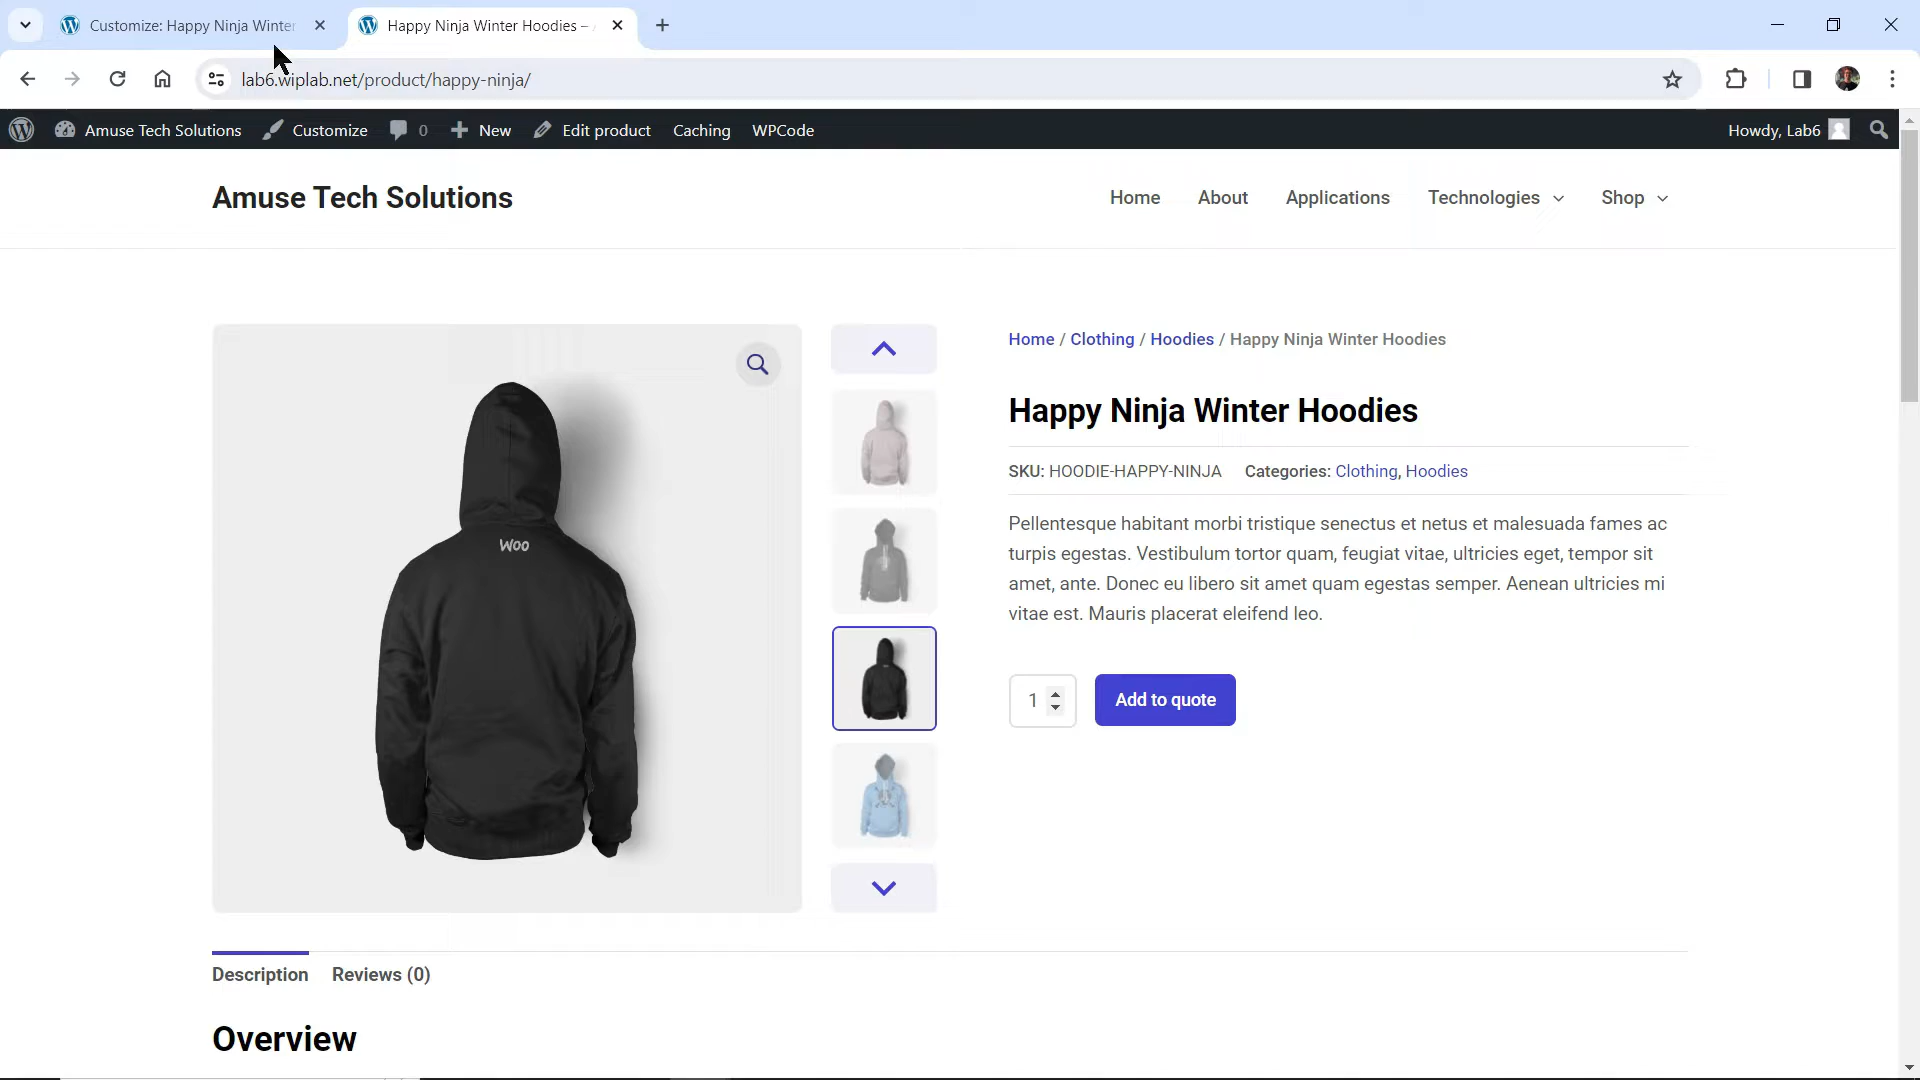 Customize: Happy Ninja Winter
Happy Ninja Winter Hoodies –
lab6.wiplab.net/product/happy-ninja/
Amuse Tech Solutions
Customize
0
New
Edit product
Caching
WPCode
Howdy, Lab6
Amuse Tech Solutions
Home
About
Applications
Technologies
Shop
Woo
Home / Clothing / Hoodies / Happy Ninja Winter Hoodies
Happy Ninja Winter Hoodies
SKU: HOODIE-HAPPY-NINJA Categories: Clothing, Hoodies
Pellentesque habitant morbi tristique senectus et netus et malesuada fames ac
turpis egestas. Vestibulum tortor quam, feugiat vitae, ultricies eget, tempor sit
amet, ante. Donec eu libero sit amet quam egestas semper. Aenean ultricies mi
vitae est. Mauris placerat eleifend leo.
1
Add to quote
Description
Reviews (0)
Overview